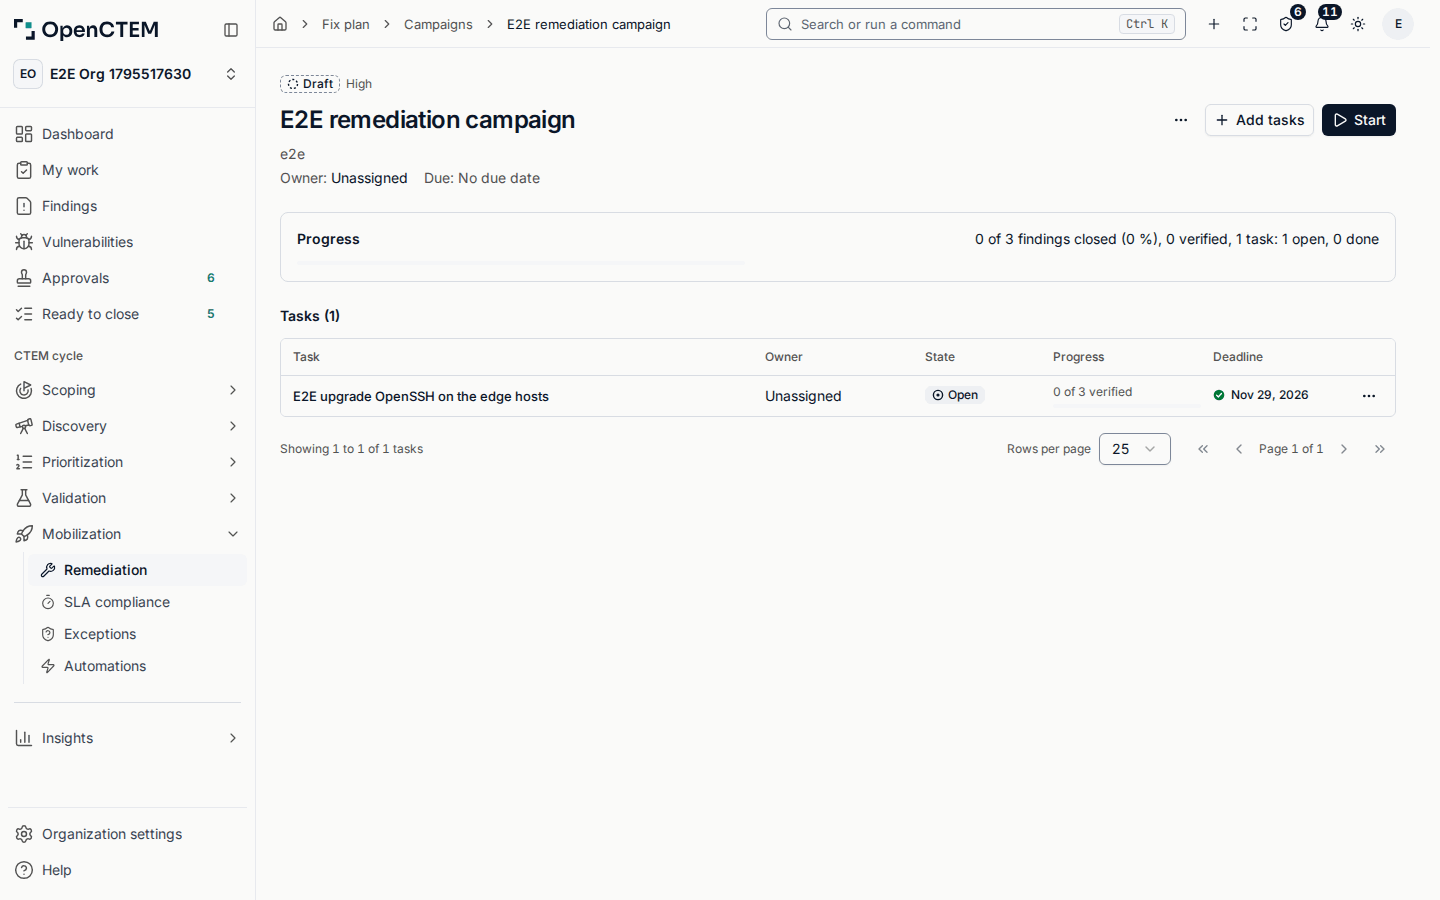 OpenCTEM
EO E2E Org 1795517630
Dashboard
My work
Findings
Vulnerabilities
Approvals 6
Ready to close 5
CTEM cycle
Scoping
Discovery
Prioritization
Validation
Mobilization
Remediation
SLA compliance
Exceptions
Automations
Insights
Organization settings
Help
Fix plan Campaigns E2E remediation campaign
Search or run a command Ctrl K
6 11 E
Draft High
E2E remediation campaign
Add tasks Start
e2e
Owner: Unassigned Due: No due date
Progress 0 of 3 findings closed (0 %), 0 verified, 1 task: 1 open, 0 done
Tasks (1)
Task Owner State Progress Deadline
E2E upgrade OpenSSH on the edge hosts Unassigned Open 0 of 3 verified Nov 29, 2026
Showing 1 to 1 of 1 tasks Rows per page 25 Page 1 of 1